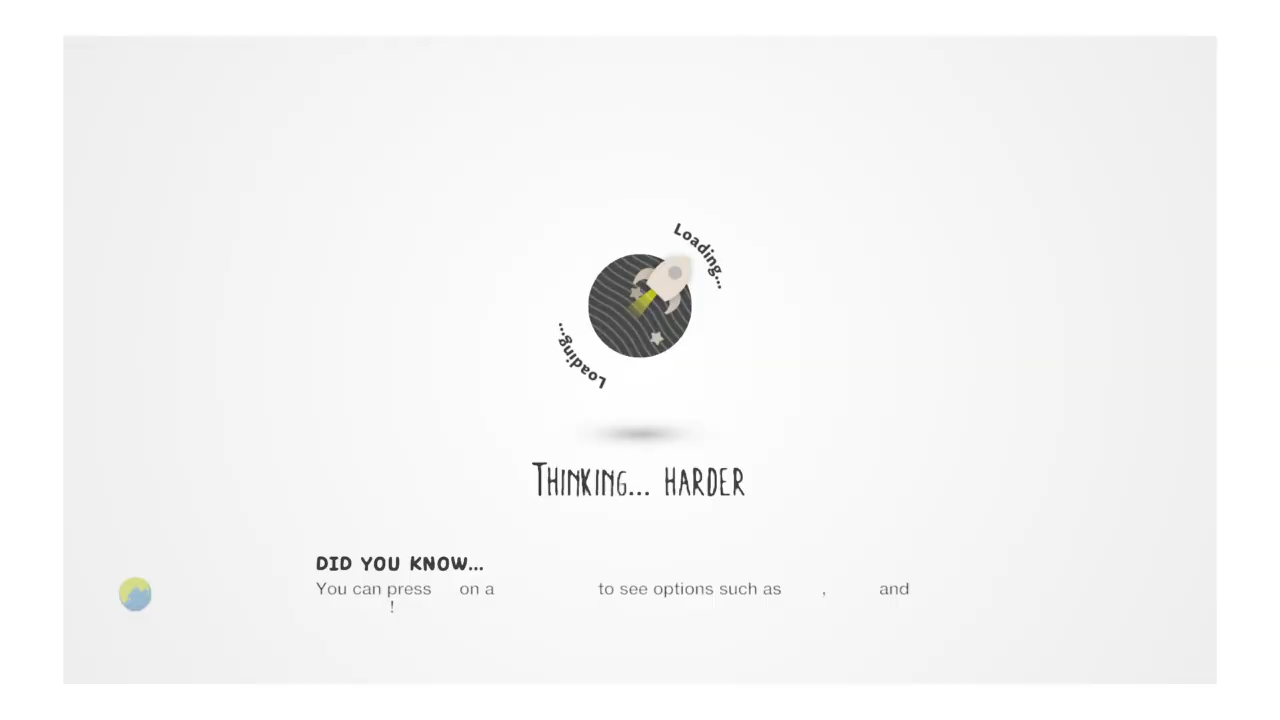 Loading...
Loading...
THINKING... HARDER
DID YOU KNOW...
You can press on a to see options such as , and
!